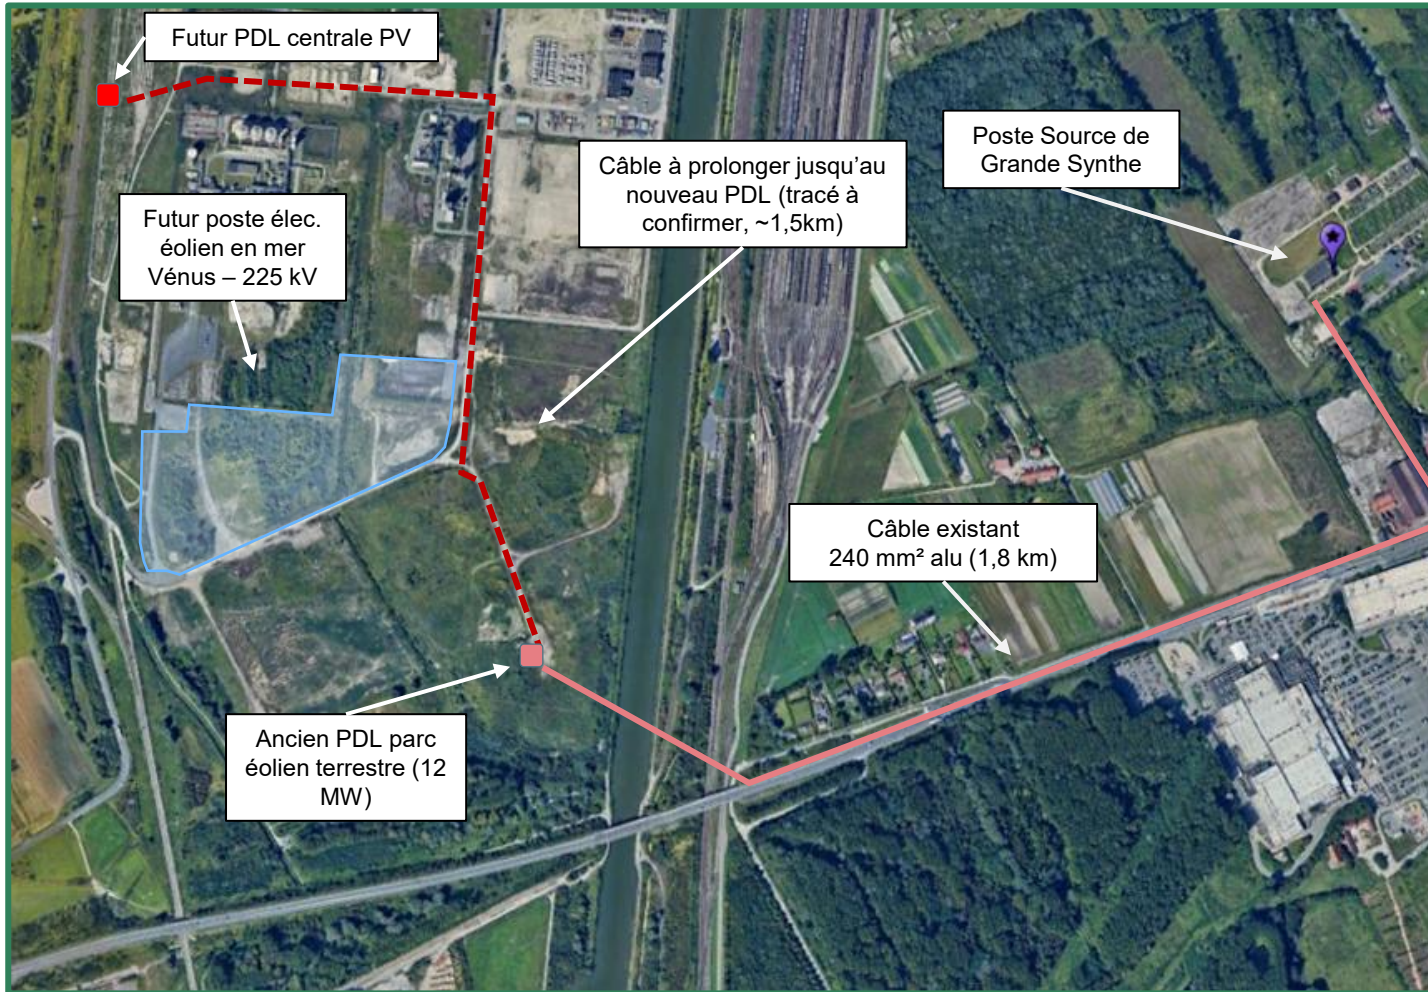 Futur PDL centrale PV
Câble à prolonger jusqu'au
nouveau PDL (tracé à
confirmer, ~1,5km)
Poste Source de
Grande Synthe
Futur poste élec.
éolien en mer
Vénus – 225 kV
Câble existant
240 mm² alu (1,8 km)
Ancien PDL parc
éolien terrestre (12
MW)